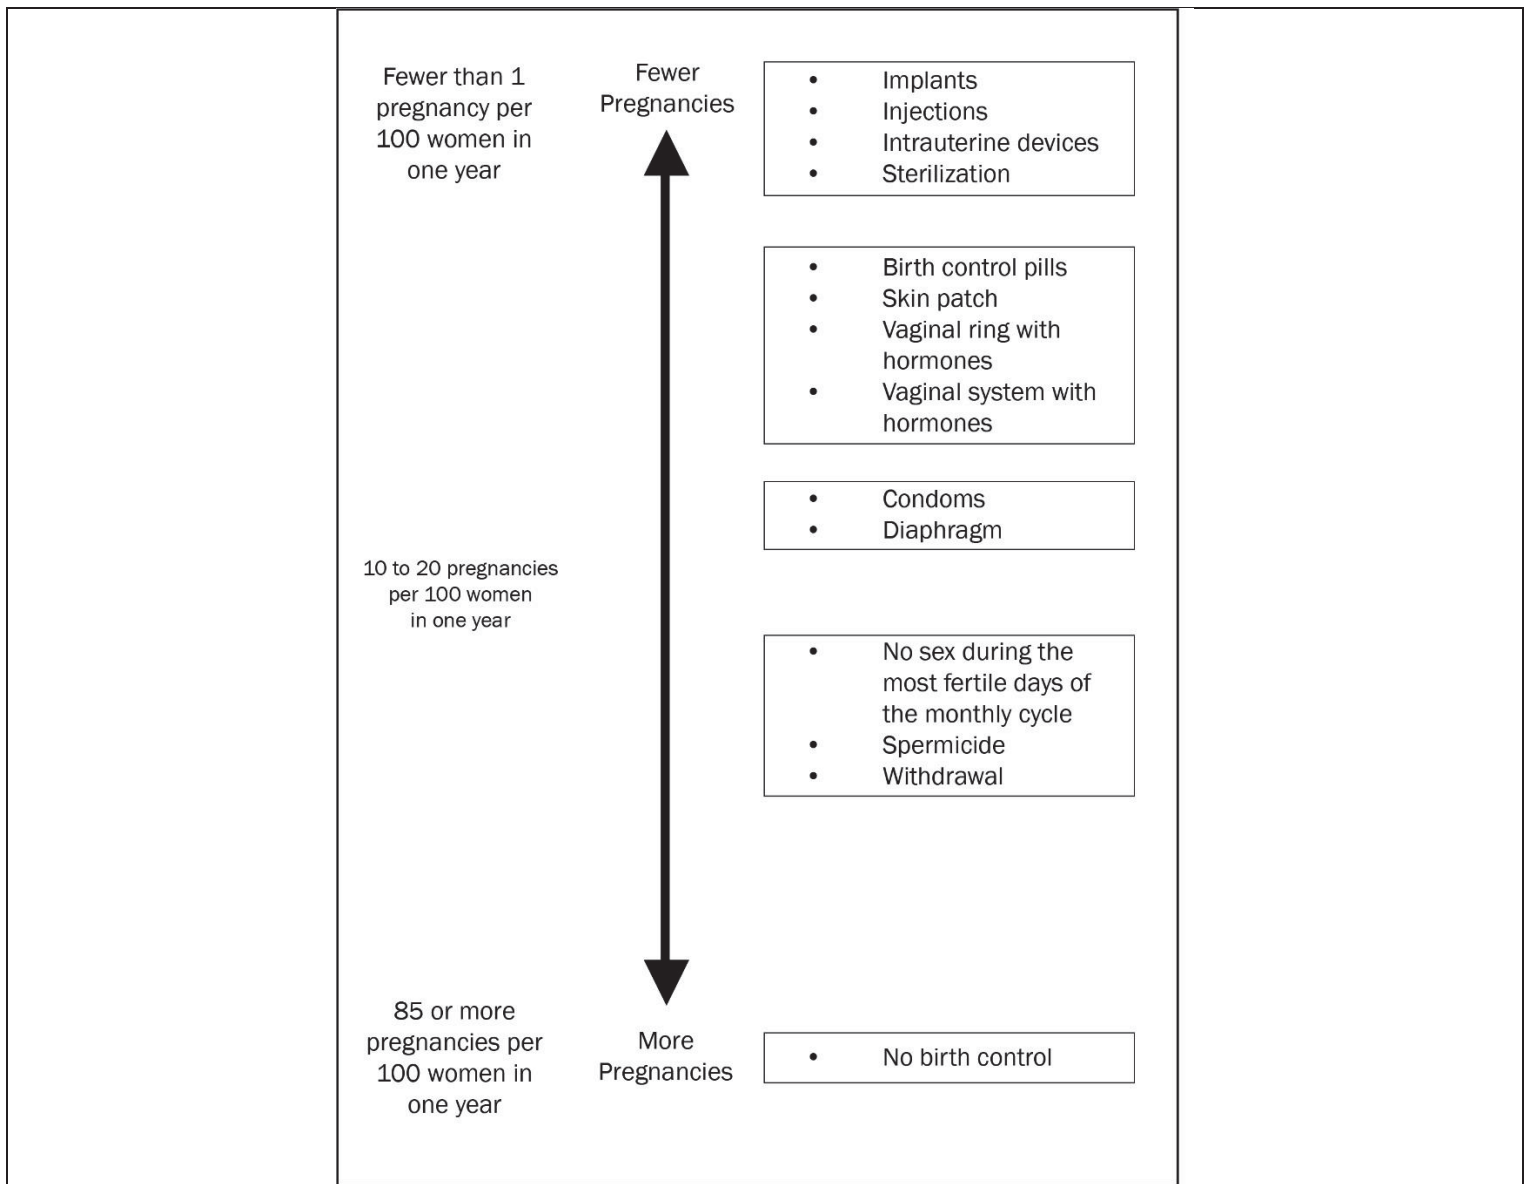 Fewer than 1
pregnancy per
100 women in
one year
Fewer
Pregnancies
• Implants
• Injections
• Intrauterine devices
• Sterilization
• Birth control pills
• Skin patch
• Vaginal ring with
hormones
• Vaginal system with
hormones
• Condoms
• Diaphragm
10 to 20 pregnancies
per 100 women
in one year
• No sex during the
most fertile days of
the monthly cycle
• Spermicide
• Withdrawal
85 or more
pregnancies per
100 women in
one year
More
Pregnancies
• No birth control